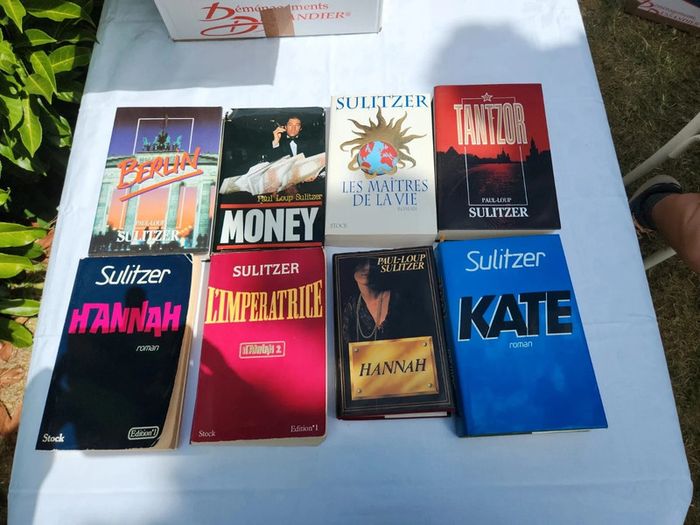 Déménagements
DEMANDIER®
BERLIN
PAUL-LOUP
SULITZER
Paul Loup Sulitzer
MONEY
SULITZER
LES MAÎTRES
DE LA VIE
ROMAN
STOCK
TANTZOR
PAUL-LOUP
SULITZER
Sulitzer
HANNAH
roman
Stock
Edition°1
SULITZER
L'IMPERATRICE
HANNAH 2
Stock
Edition°1
PAUL-LOUP
SULITZER
HANNAH
Sulitzer
KATE
roman